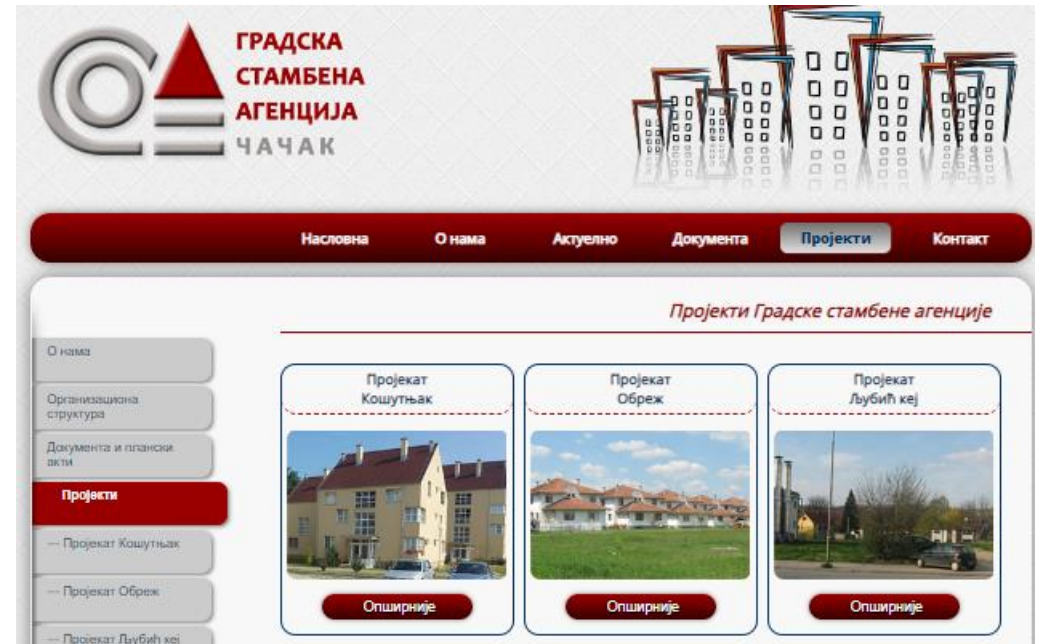 ГРАДСКА
СТАМБЕНА
АГЕНЦИЈА
ЧАЧАК
Насловна О нама Актуелно Документа Пројекти Контакт
Пројекти Градске стамбене агенције
О нама
Организациона
структура
Документа и плански
акти
Пројекти
--- Пројекат Кошутњак
--- Пројекат Обреж
--- Пројекат Љубић кеј
Пројекат
Кошутњак
Опширније
Пројекат
Обреж
Опширније
Пројекат
Љубић кеј
Опширније